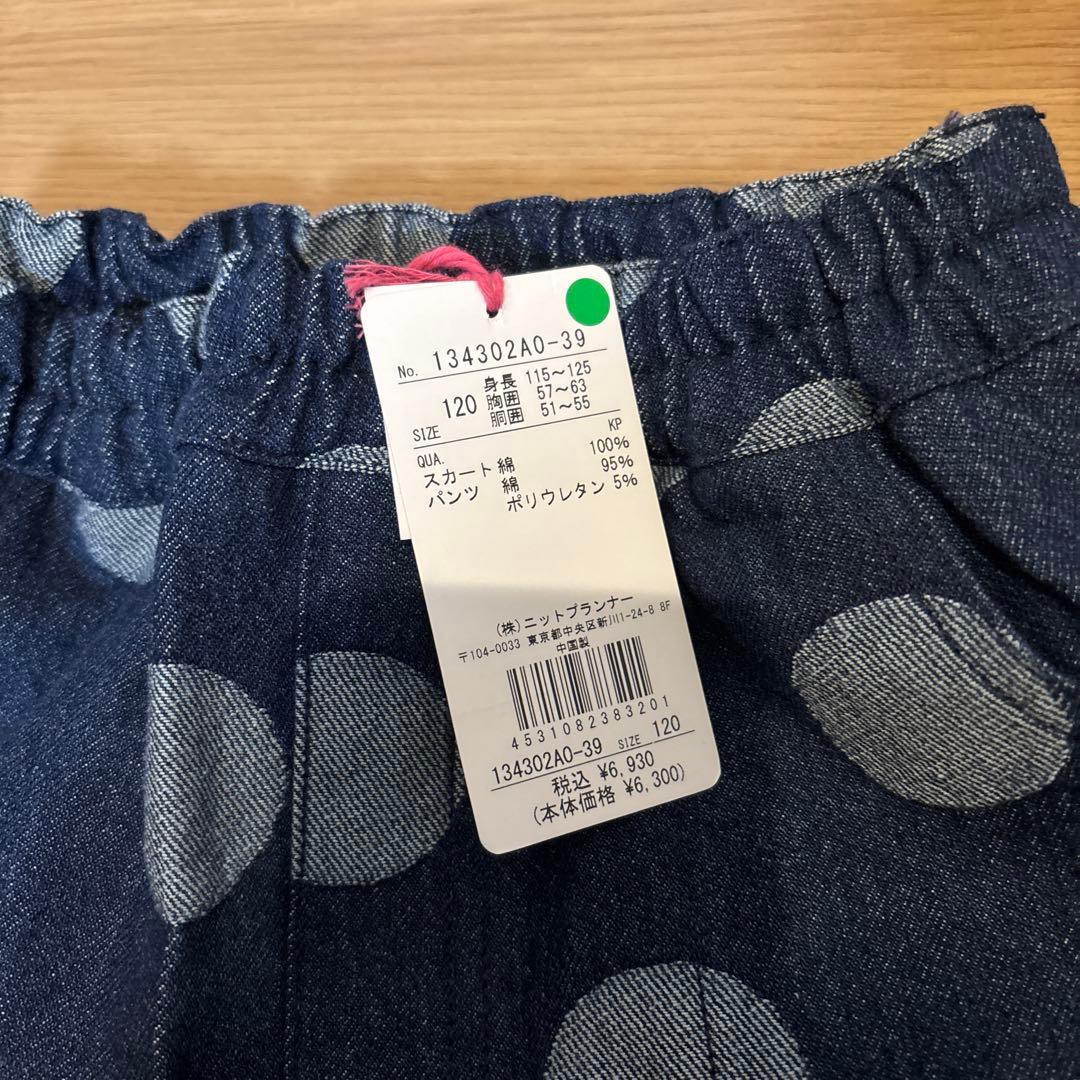 No. 134302A0-39
120 身長 115～125
胸囲 57～63
SIZE 胴囲 51～55
QUA. KP
スカート 綿 100%
パンツ 綿 95%
ポリウレタン 5%
(株)ニットプランナー
〒104-0033 東京都中央区新川1-24-8 8F
中国製
4531082383201
134302A0-39 SIZE 120
税込 ¥6,930
(本体価格 ¥6,300)